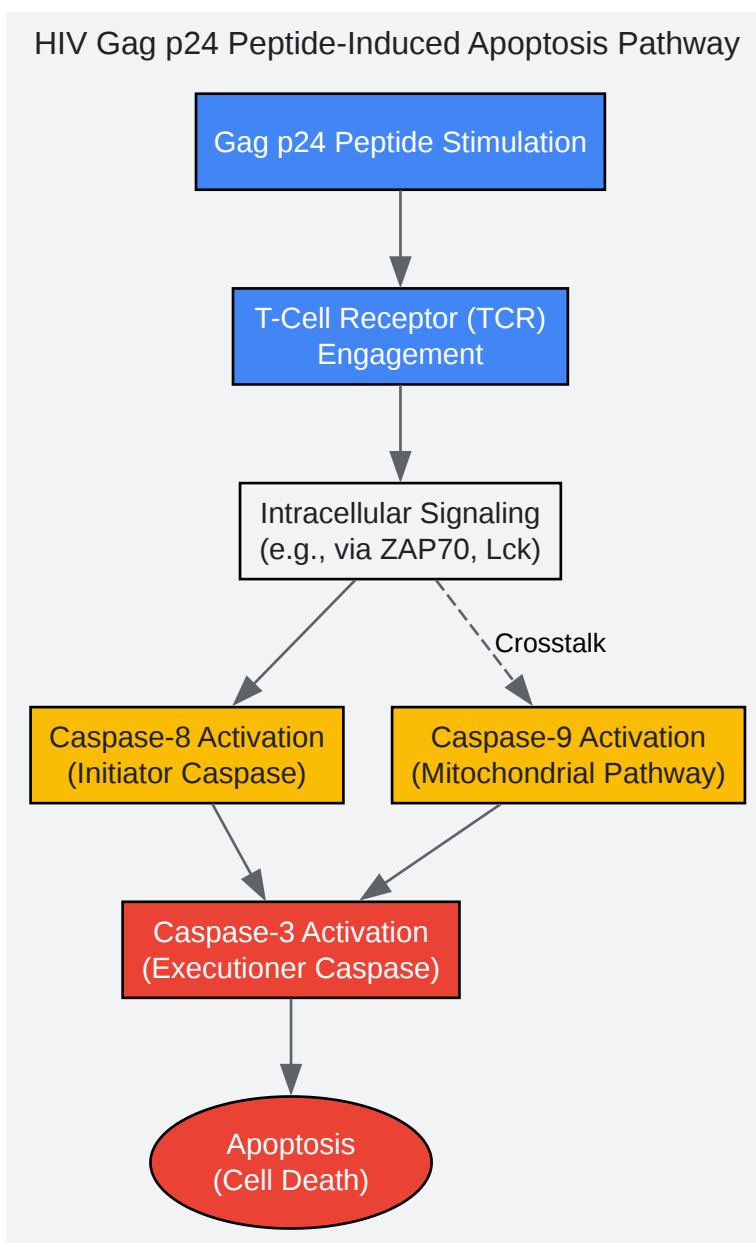 HIV Gag p24 Peptide-Induced Apoptosis Pathway
Gag p24 Peptide Stimulation
T-Cell Receptor (TCR)
Engagement
Intracellular Signaling
(e.g., via ZAP70, Lck)
Crosstalk
Caspase-8 Activation
(Initiator Caspase)
Caspase-9 Activation
(Mitochondrial Pathway)
Caspase-3 Activation
(Executioner Caspase)
Apoptosis
(Cell Death)